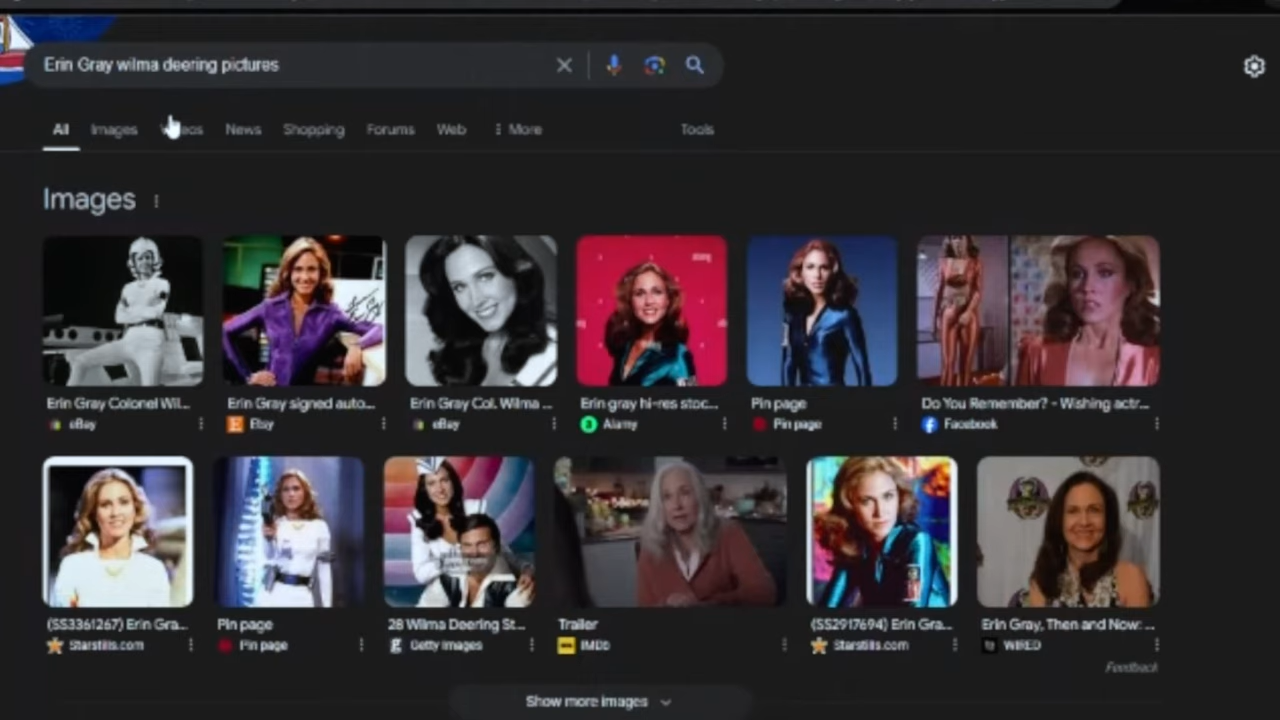 Erin Gray wilma deering pictures
All Images News Shopping Forums Web More Tools
Images
Erin Gray Colonel Wil... Erin Gray signed auto... Erin Gray Col. Wilma ... Erin gray hi-res stoc... Pin page Do You Remember? - Wishing actr...
eBay Etsy eBay Alamy Pin page Facebook
(SS3361267) Erin Gra... Pin page 28 Wilma Deering St... Trailer (SS2917694) Erin Gra... Erin Gray, Then and Now: ...
Starstills.com Pin page Getty Images IMDb Starstills.com WIRED
Feedback
Show more images